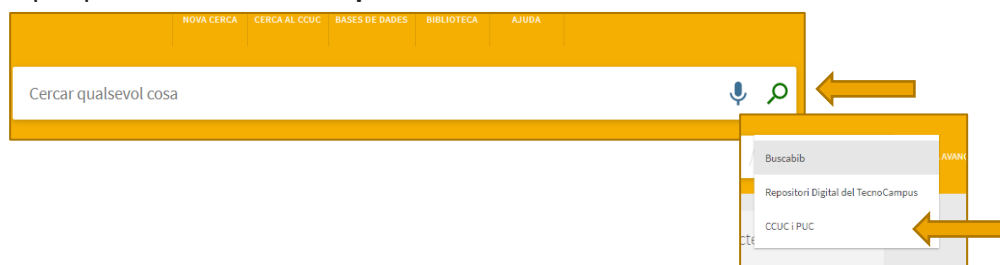 NOVA CERCA CERCA AL CCUC BASES DE DADES BIBLIOTECA AJUDA
Cercar qualsevol cosa
Buscabib
Repositori Digital del TecnoCampus
CCUC i PUC